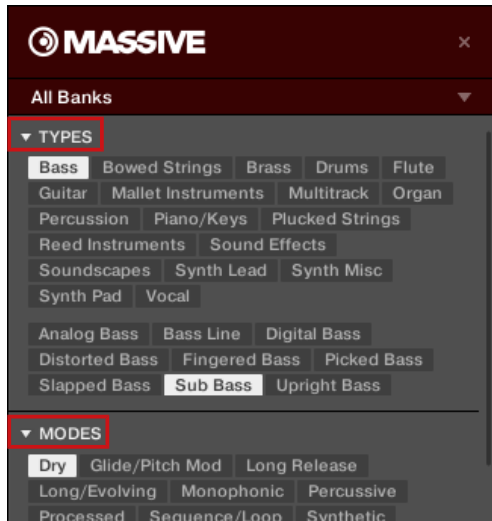 MASSIVE ×
All Banks
TYPES
Bass Bowed Strings Brass Drums Flute
Guitar Mallet Instruments Multitrack Organ
Percussion Piano/Keys Plucked Strings
Reed Instruments Sound Effects
Soundscapes Synth Lead Synth Misc
Synth Pad Vocal
Analog Bass Bass Line Digital Bass
Distorted Bass Fingered Bass Picked Bass
Slapped Bass Sub Bass Upright Bass
MODES
Dry Glide/Pitch Mod Long Release
Long/Evolving Monophonic Percussive
Processed Sequence/Loop Synthetic